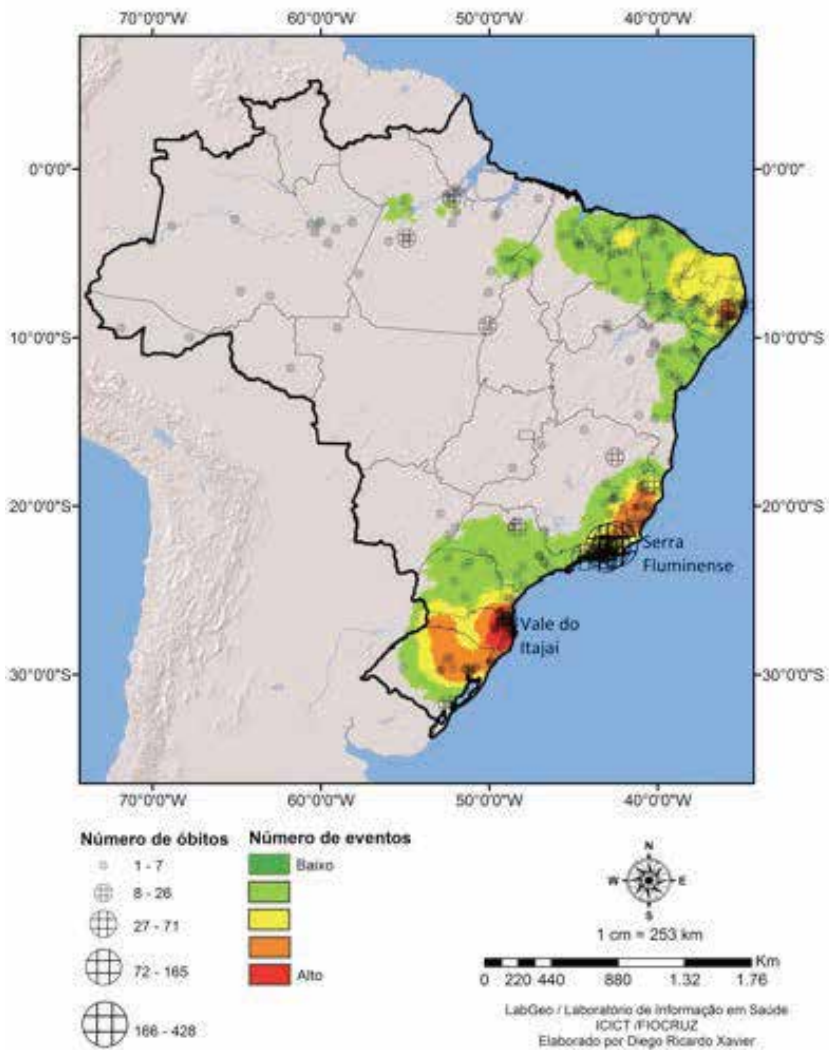 70°0'0"W 60°0'0"W 50°0'0"W 40°0'0"W
0°0'0" 0°0'0"
10°0'0"S 10°0'0"S
20°0'0"S 20°0'0"S
Serra
Fluminense
Vale do
Itajaí
30°0'0"S 30°0'0"S
70°0'0"W 60°0'0"W 50°0'0"W 40°0'0"W
Número de óbitos
1 - 7
8 - 26
27 - 71
72 - 165
166 - 428
Número de eventos
Baixo
Alto
N
W E
S
1 cm = 253 km
Km
0 220 440 880 1.32 1.76
LabGeo / Laboratório de Informação em Saúde
ICICT /FIOCRUZ
Elaborado por Diego Ricardo Xavier